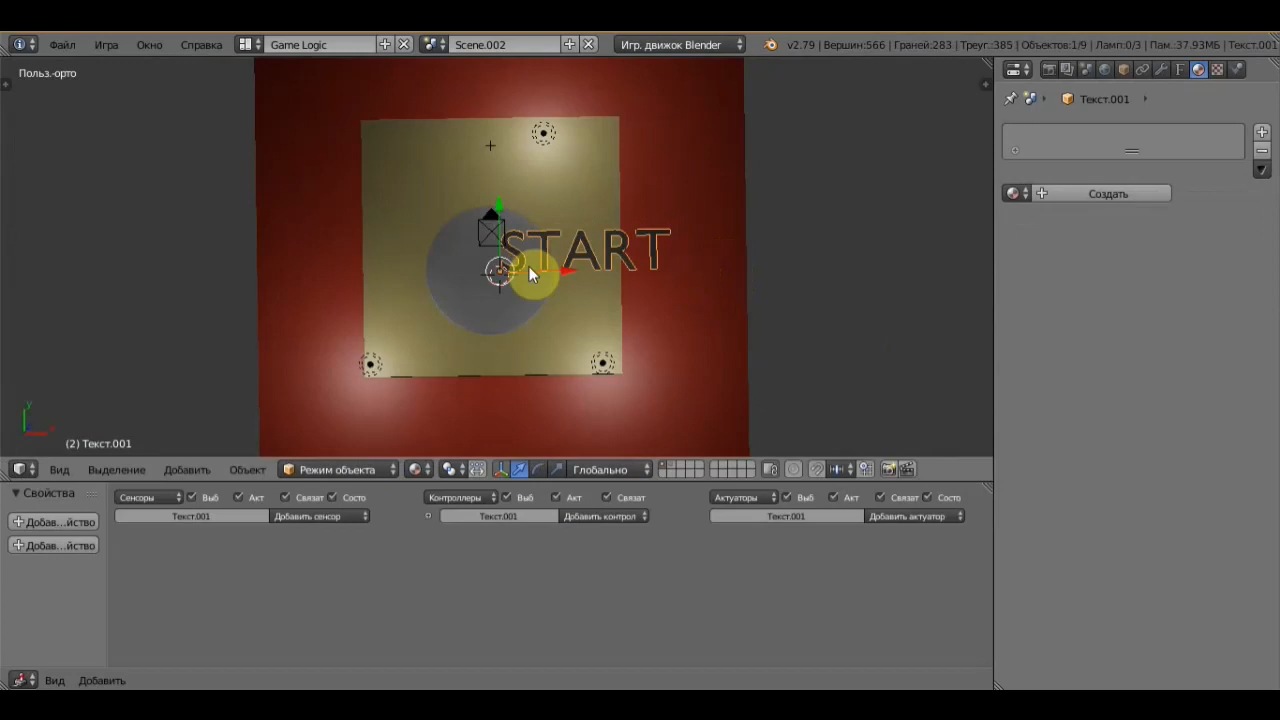 Файл Игра Окно Справка Game Logic Scene.002 Игр. движок Blender v2.79 | Вершин:566 | Граней:283 | Треуг.:385 | Объектов:1/9 | Ламп:0/3 | Пам.:37.93МБ | Текст.001
Польз.-орто
Текст.001
Создать
START
y
(2) Текст.001
Вид Выделение Добавить Объект Режим объекта Глобально
Свойства Сенсоры Выб Акт Связат Состо Контроллеры Выб Акт Связат Актуаторы Выб Акт Связат Состо
Добав...йство Текст.001 Добавить сенсор Текст.001 Добавить контрол Текст.001 Добавить актуатор
Добав...йство
Вид Добавить